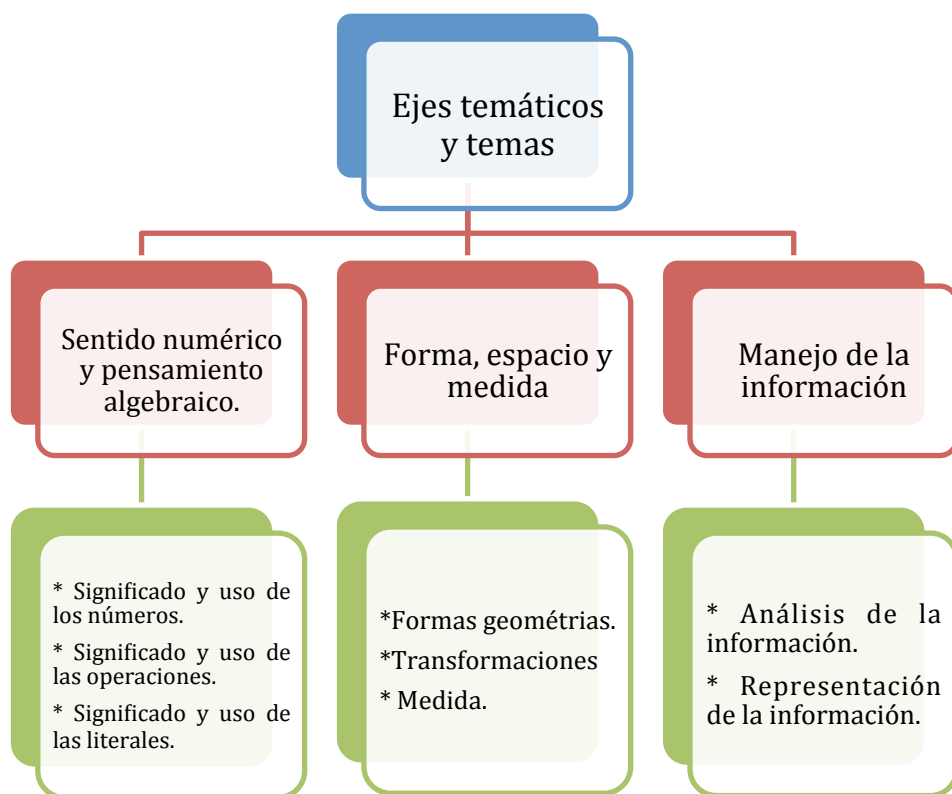 Ejes temáticos
y temas
Sentido numérico
y pensamiento
algebraico.
Forma, espacio y
medida
Manejo de la
información
* Significado y uso de
los números.
* Significado y uso de
las operaciones.
* Significado y uso de
las literales.
*Formas geométrias.
*Transformaciones
* Medida.
* Análisis de la
información.
* Representación
de la información.